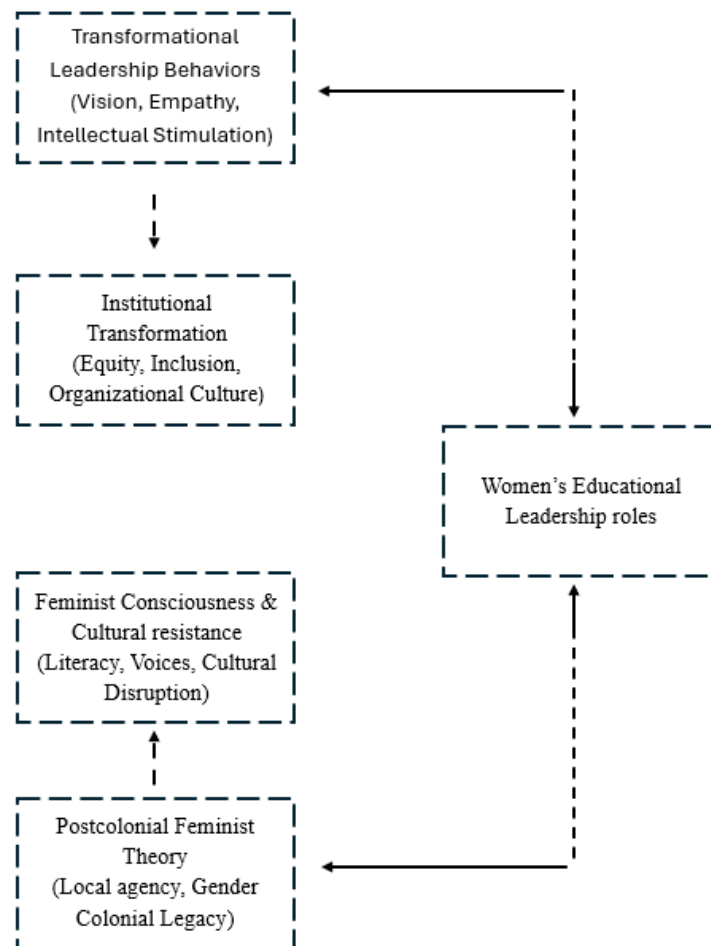 Transformational
Leadership Behaviors
(Vision, Empathy,
Intellectual Stimulation)
Institutional
Transformation
(Equity, Inclusion,
Organizational Culture)
Women’s Educational
Leadership roles
Feminist Consciousness &
Cultural resistance
(Literacy, Voices, Cultural
Disruption)
Postcolonial Feminist
Theory
(Local agency, Gender
Colonial Legacy)